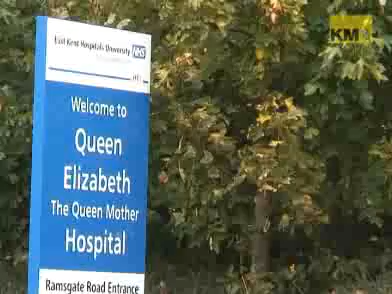 KM
East Kent Hospitals University NHS
Welcome to
Queen
Elizabeth
The Queen Mother
Hospital
Ramsgate Road Entrance